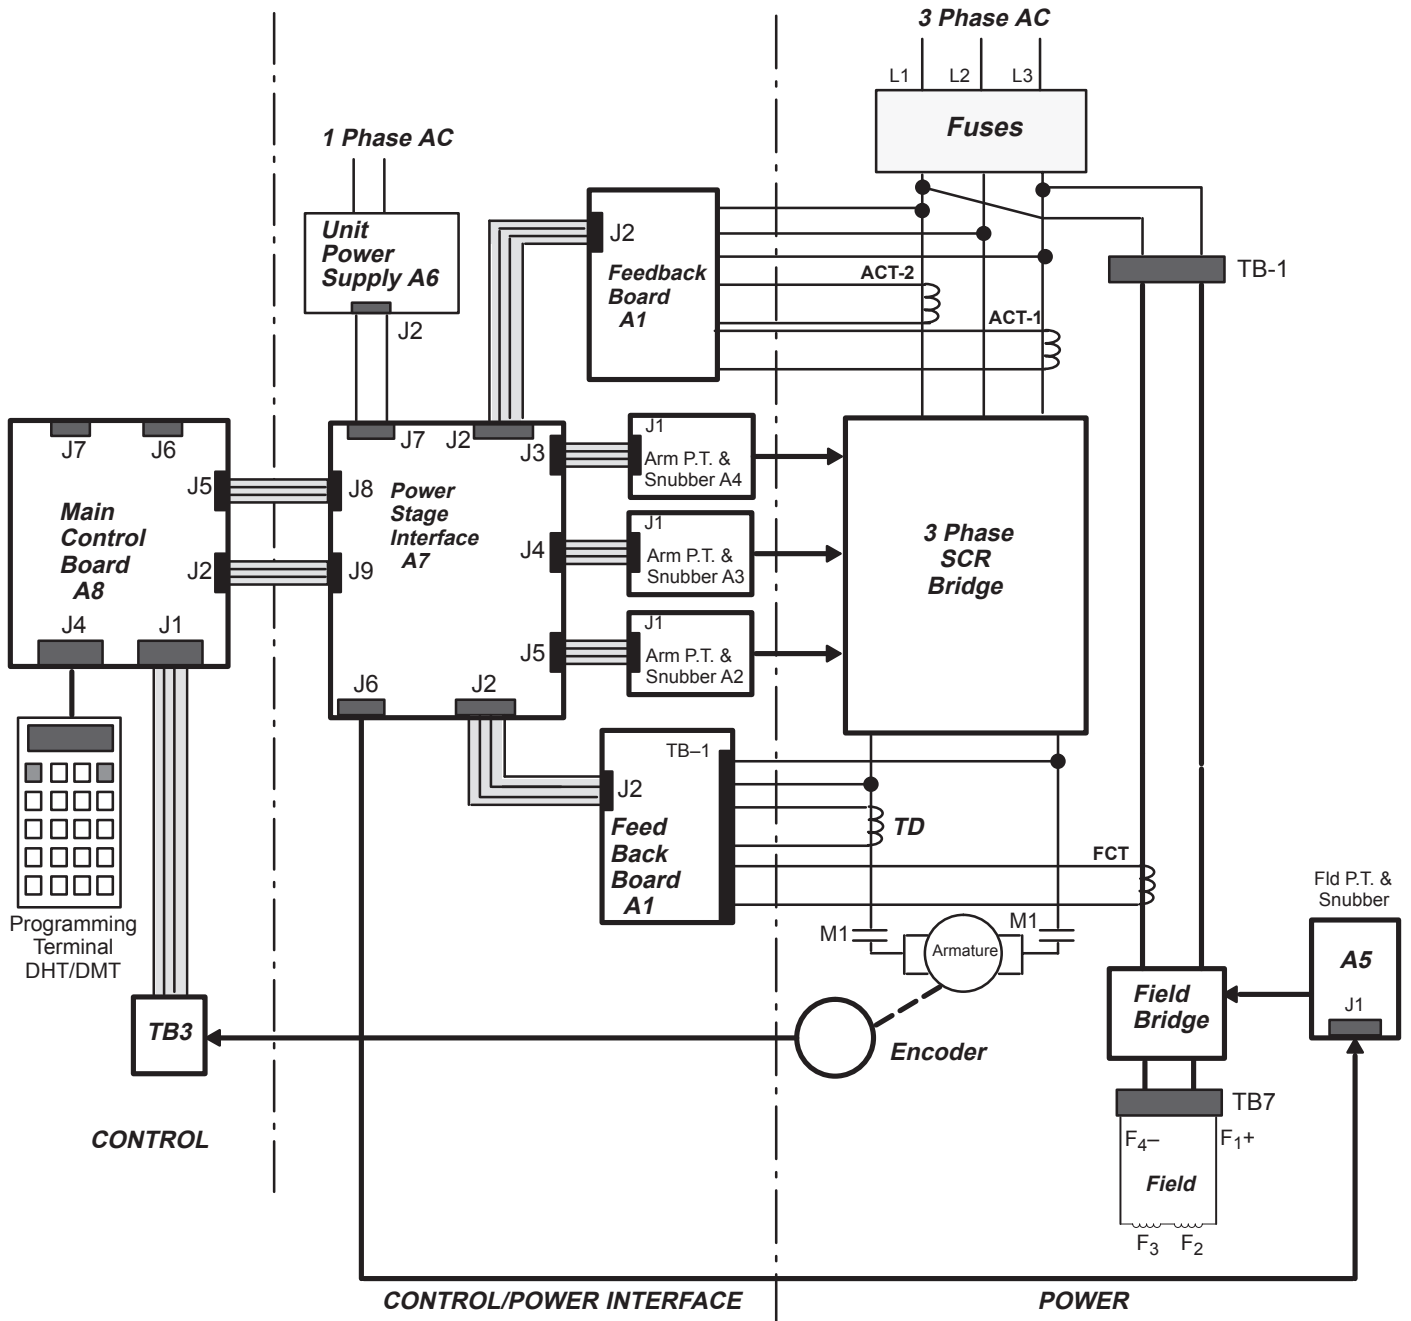 3 Phase AC
L1
L2
L3
Fuses
1 Phase AC
Unit
Power
Supply A6
J2
J2
Feedback
Board
A1
ACT-2
ACT-1
TB-1
J7
J6
J5
Main
Control
Board
A8
J2
J4
J1
J7
J2
J3
J8
Power
Stage
Interface
A7
J4
J9
J5
J6
J2
J1
Arm P.T. &
Snubber A4
J1
Arm P.T. &
Snubber A3
J1
Arm P.T. &
Snubber A2
3 Phase
SCR
Bridge
TB–1
J2
Feed
Back
Board
A1
TD
FCT
M1
M1
Armature
Programming
Terminal
DHT/DMT
TB3
Encoder
Fld P.T. &
Snubber
A5
J1
Field
Bridge
TB7
F4–
F1+
Field
F3
F2
CONTROL
CONTROL/POWER INTERFACE
POWER